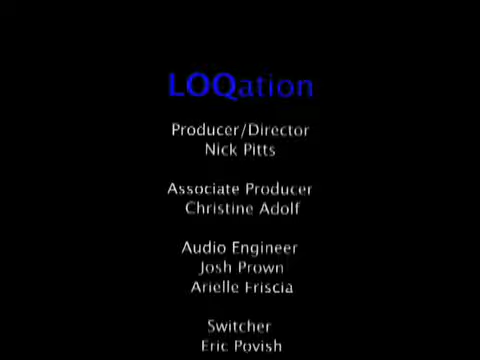 LOQation
Producer/Director
Nick Pitts
Associate Producer
Christine Adolf
Audio Engineer
Josh Prown
Arielle Friscia
Switcher
Eric Povish